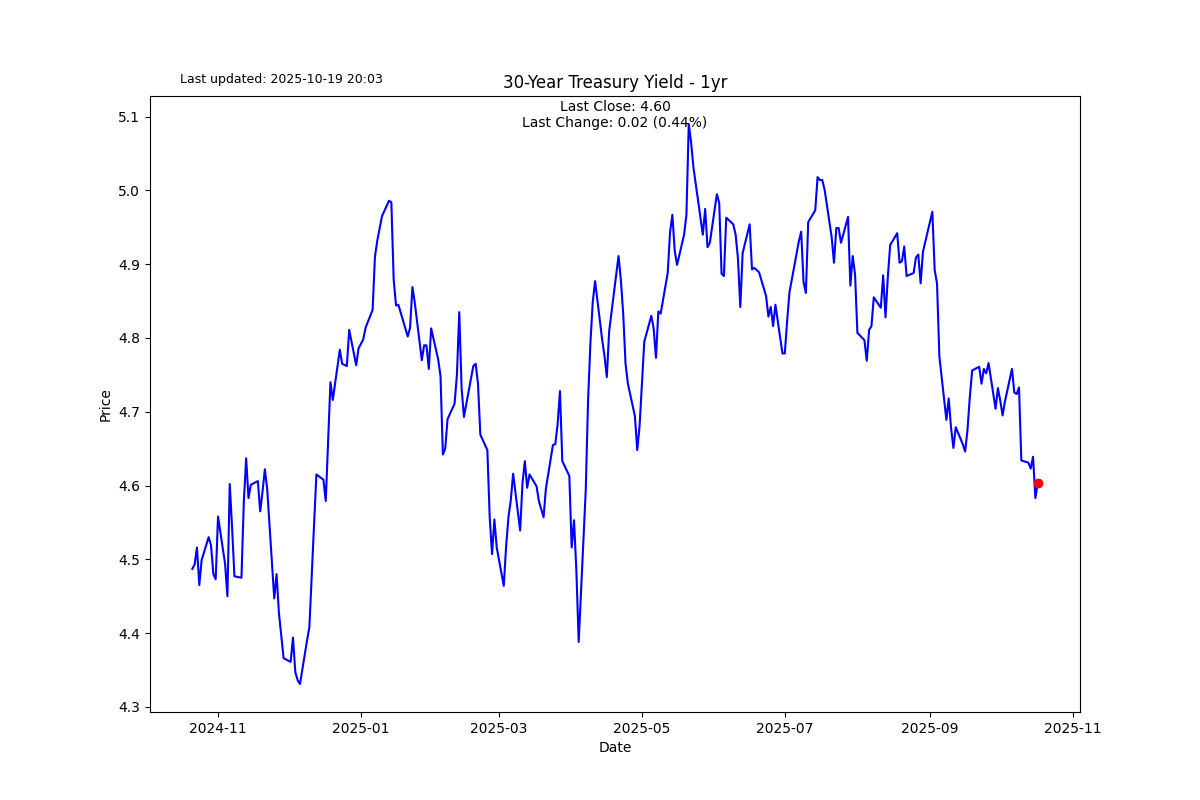 Last updated: 2025-10-19 20:03
30-Year Treasury Yield - 1yr
Last Close: 4.60
Last Change: 0.02 (0.44%)
5.1
5.0
4.9
4.8
4.7
4.6
4.5
4.4
4.3
Price
2024-11
2025-01
2025-03
2025-05
2025-07
2025-09
2025-11
Date